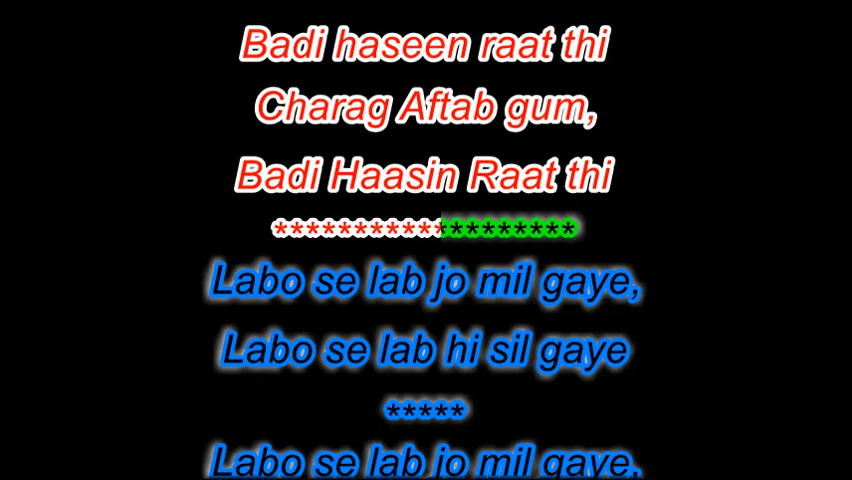 Badi haseen raat thi
Charag Aftab gum,
Badi Haasin Raat thi
*******************
Labo se lab jo mil gaye,
Labo se lab hi sil gaye
*****
Labo se lab jo mil gaye,